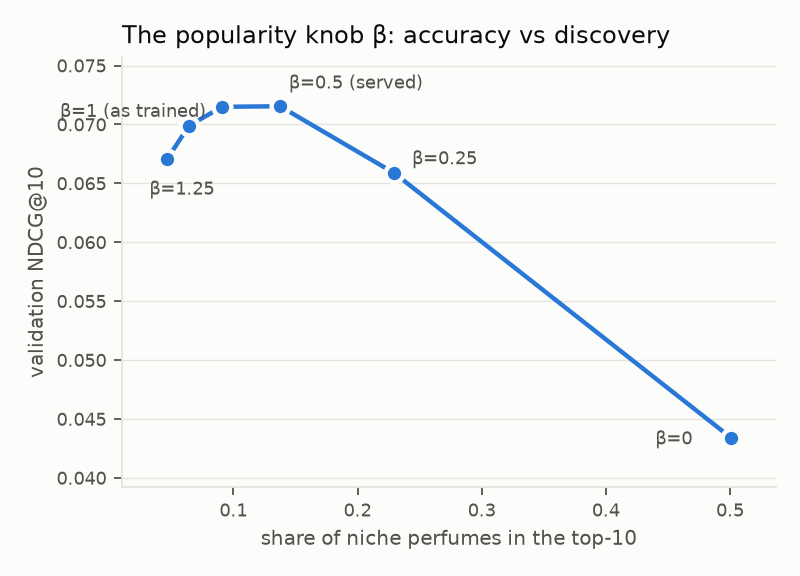 The popularity knob β: accuracy vs discovery
0.075
β=0.5 (served)
β=1 (as trained)
0.070
β=0.25
0.065
β=1.25
0.060
0.055
0.050
0.045
β=0
0.040
validation NDCG@10
0.1 0.2 0.3 0.4 0.5
share of niche perfumes in the top-10